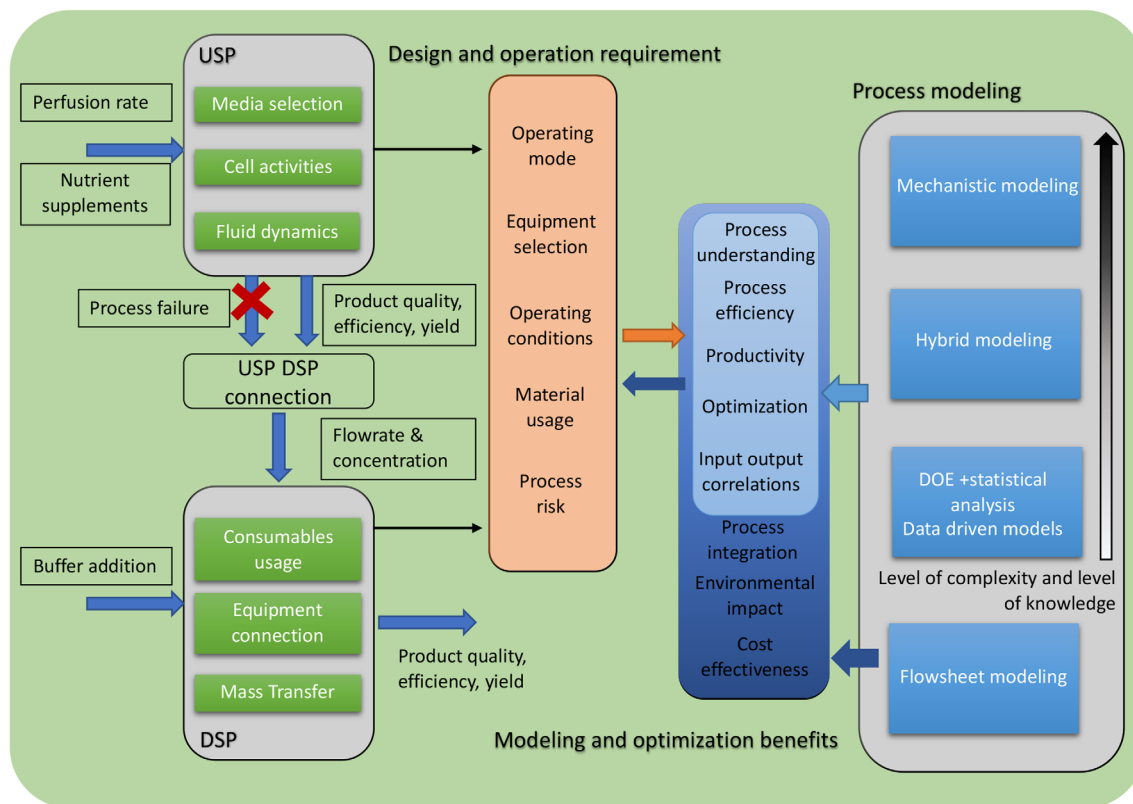 USP
Design and operation requirement
Perfusion rate
Media selection
Process modeling
Operating
mode
Cell activities
Nutrient
supplements
Mechanistic modeling
Fluid dynamics
Equipment
selection
Process
understanding
Process failure
Product quality,
efficiency, yield
Process
efficiency
Operating
conditions
Hybrid modeling
Productivity
USP DSP
connection
Material
usage
Optimization
Flowrate &
concentration
Input output
correlations
Process
risk
DOE +statistical
analysis
Data driven models
Consumables
usage
Process
integration
Buffer addition
Environmental
impact
Level of complexity and level
of knowledge
Equipment
connection
Cost
effectiveness
Product quality,
efficiency, yield
Flowsheet modeling
Mass Transfer
DSP
Modeling and optimization benefits